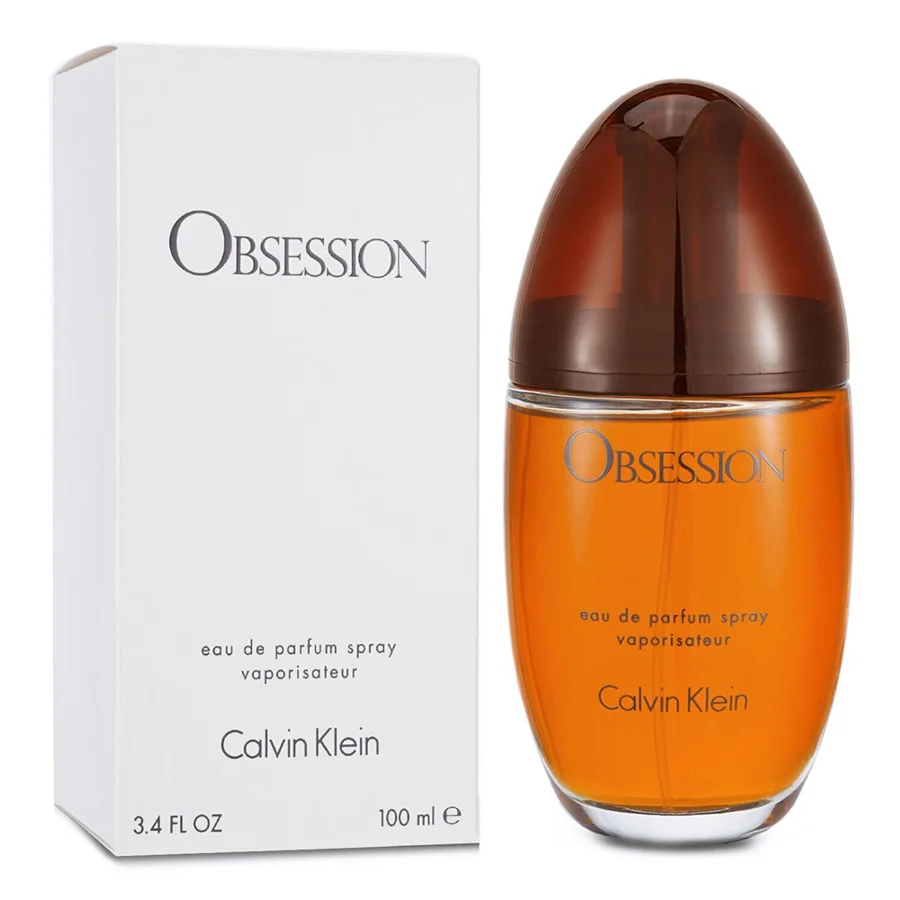 OBSESSION
eau de parfum spray
vaporisateur
Calvin Klein
3.4 FL OZ 100 ml ℮
OBSESSION
eau de parfum spray
vaporisateur
Calvin Klein